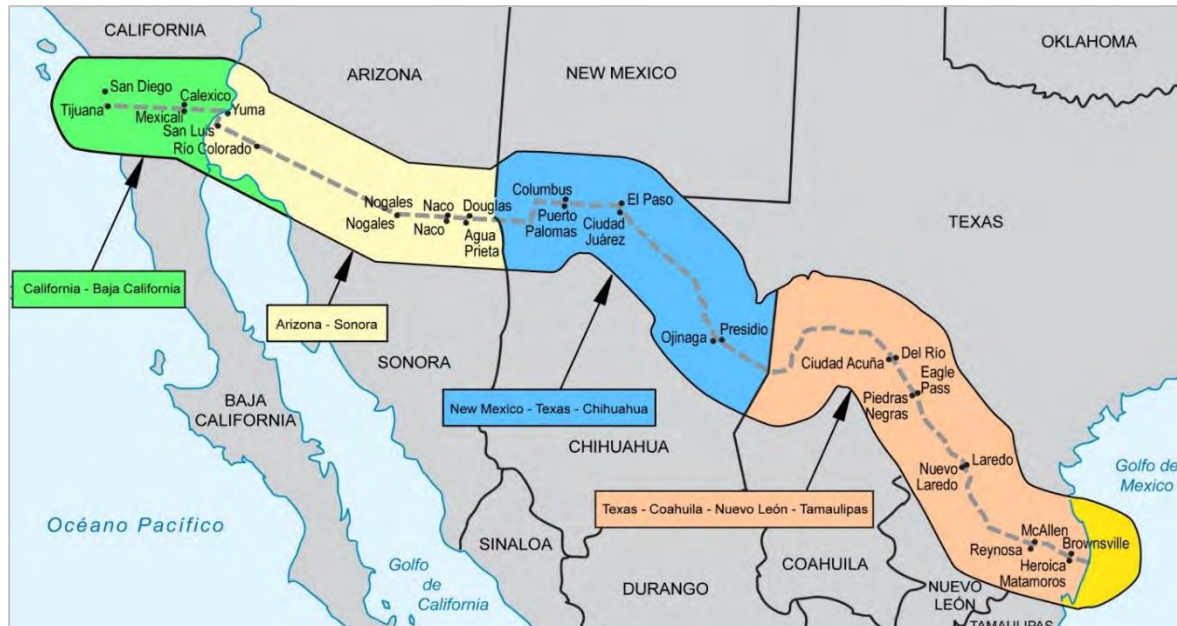 CALIFORNIA
ARIZONA
NEW MEXICO
OKLAHOMA
TEXAS
San Diego
Tijuana
Calexico
Mexicali
Yuma
San Luis
Río Colorado
Nogales
Nogales
Naco
Naco
Douglas
Agua
Prieta
Columbus
Puerto
Palomas
El Paso
Ciudad
Juárez
Ojinaga
Presidio
Ciudad Acuña
Del Río
Eagle
Pass
Piedras
Negras
Nuevo
Laredo
Laredo
McAllen
Reynosa
Brownsville
Heroica
Matamoros
California - Baja California
Arizona - Sonora
New Mexico - Texas - Chihuahua
Texas - Coahuila - Nuevo León - Tamaulipas
SONORA
BAJA
CALIFORNIA
CHIHUAHUA
SINALOA
DURANGO
COAHUILA
NUEVO
LEÓN
TAMAULIPAS
Océano Pacífico
Golfo
de
California
Golfo de
Mexico